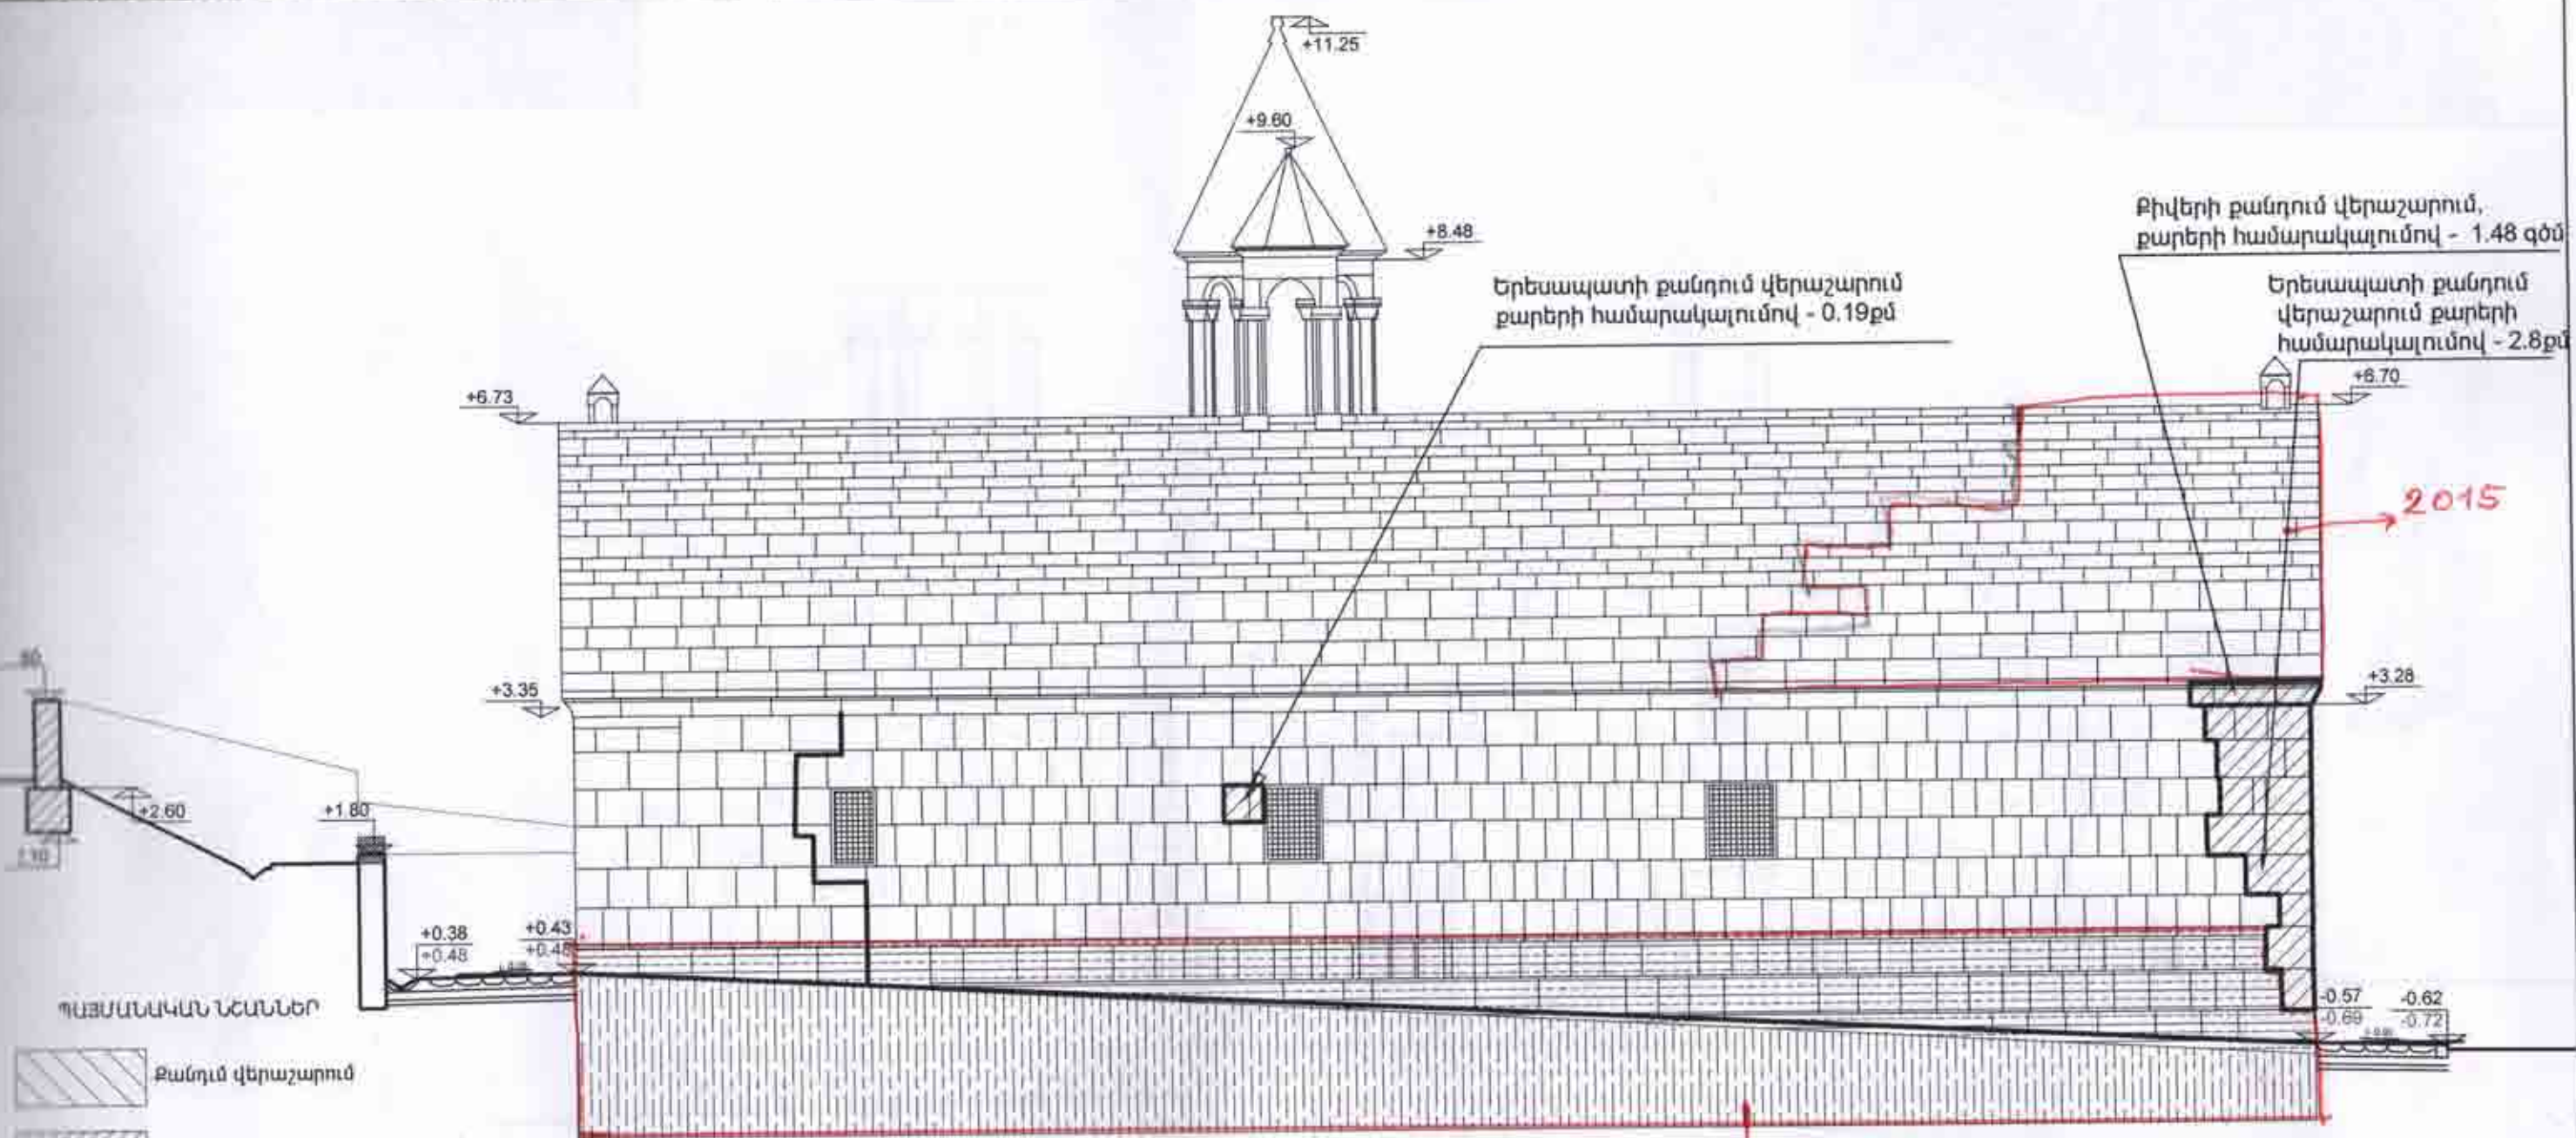 +11.25
+9.60
+8.48
Քիվերի քանդում վերաշարում,
քարերի համարակալումով - 1.48 գծմ
Երեսապատի քանդում վերաշարում
քարերի համարակալումով - 0.19քմ
Երեսապատի քանդում
վերաշարում քարերի
համարակալումով - 2.8քմ
+6.73
+6.70
2015
+3.35
+3.28
+2.60
+1.80
+0.38
+0.48
+0.43
+0.48
-0.57
-0.69
-0.62
-0.72
ՊԱՅՄԱՆԱԿԱՆ ՆՇԱՆՆԵՐ
Քանդւմ վերաշարում